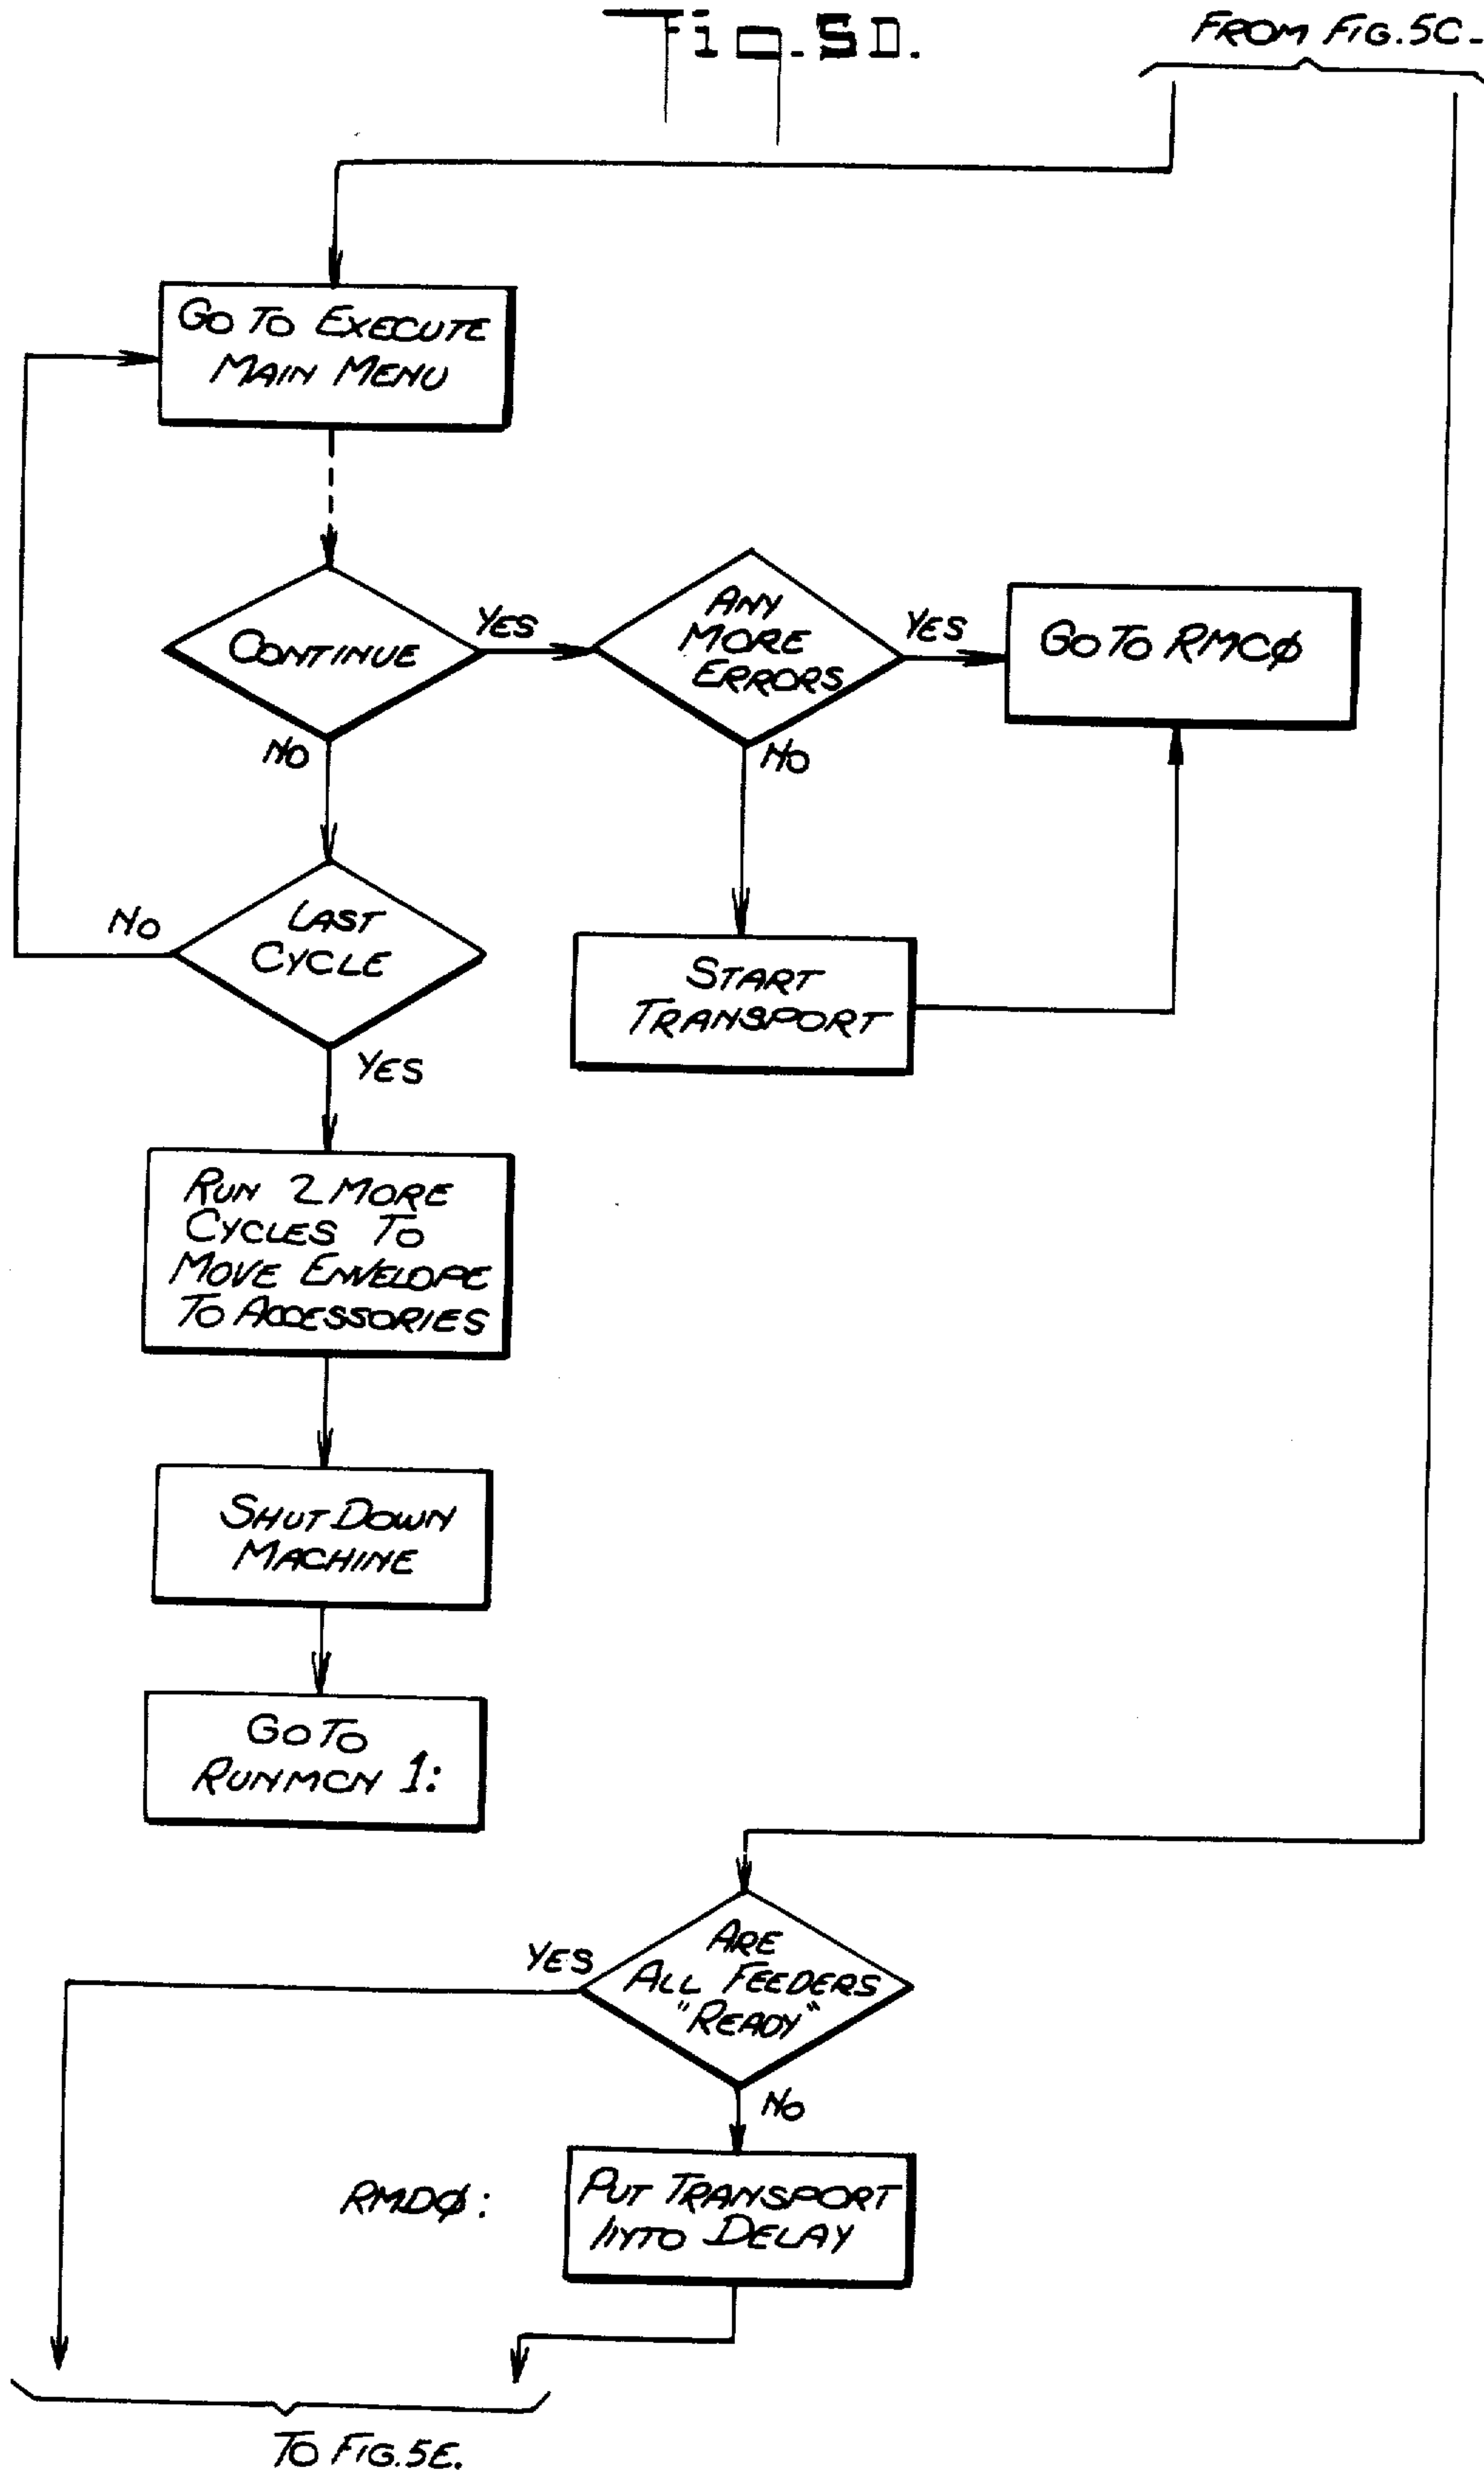 Fig. 5D.
FROM FIG. 5C.
GO TO EXECUTE
MAIN MENU
CONTINUE
YES
ANY
MORE
ERRORS
YES
GO TO RMCØ
NO
NO
LAST
CYCLE
NO
START
TRANSPORT
YES
RUN 2 MORE
CYCLES TO
MOVE ENVELOPE
TO ACCESSORIES
SHUT DOWN
MACHINE
GO TO
RUNMCN 1:
ARE
ALL FEEDERS
"READY"
YES
NO
RMDØ:
PUT TRANSPORT
INTO DELAY
TO FIG. 5E.